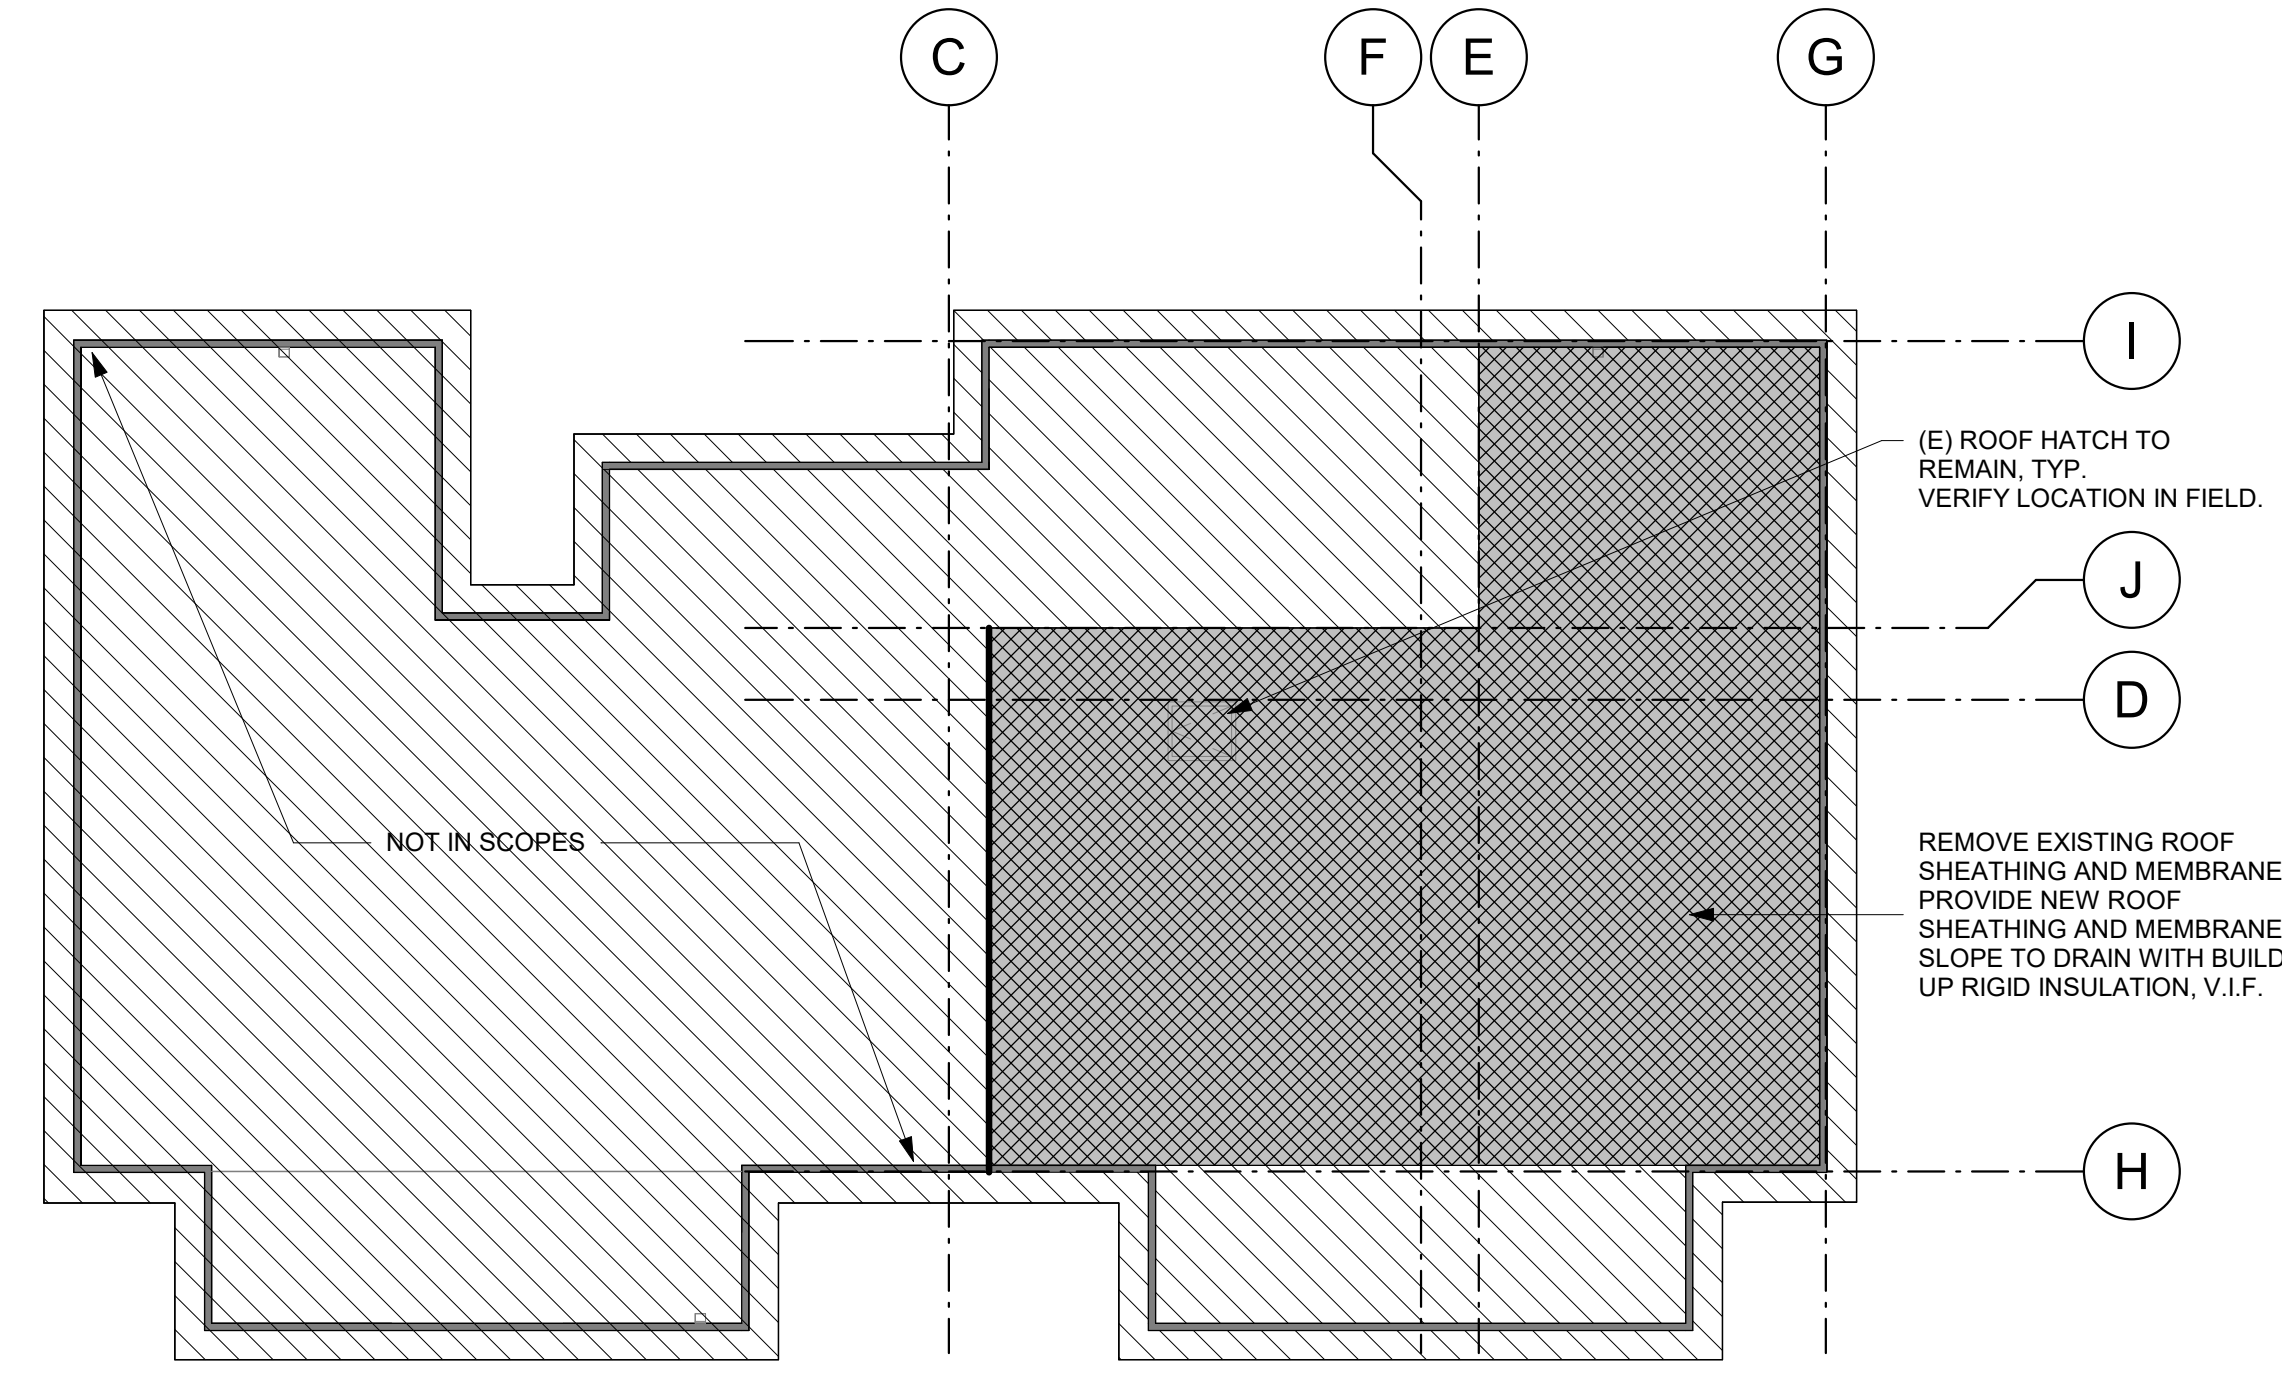 C
F
E
G
I
(E) ROOF HATCH TO
REMAIN, TYP.
VERIFY LOCATION IN FIELD.
J
D
NOT IN SCOPES
REMOVE EXISTING ROOF
SHEATHING AND MEMBRANE
PROVIDE NEW ROOF
SHEATHING AND MEMBRANE
SLOPE TO DRAIN WITH BUILD
UP RIGID INSULATION, V.I.F.
H